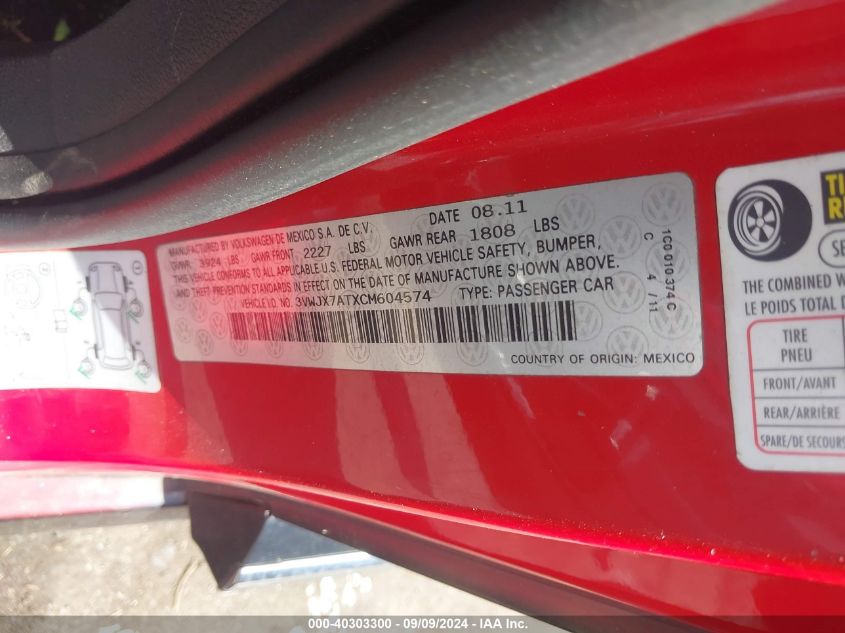 MANUFACTURED BY VOLKSWAGEN DE MEXICO S.A. DE C.V. DATE 08.11
GVWR 3924 LBS GAWR FRONT 2227 LBS GAWR REAR 1808 LBS
THIS VEHICLE CONFORMS TO ALL APPLICABLE U.S. FEDERAL MOTOR VEHICLE SAFETY, BUMPER,
AND THEFT PREVENTION STANDARDS IN EFFECT ON THE DATE OF MANUFACTURE SHOWN ABOVE.
VEHICLE I.D. NO. 3VWJX7ATXCM604574 TYPE: PASSENGER CAR
COUNTRY OF ORIGIN: MEXICO
1C0 010 374 C
C 4 /11
THE COMBINED W
LE POIDS TOTAL D
TIRE
PNEU
FRONT/AVANT
REAR/ARRIÈRE
SPARE/DE SECOURS
000-40303300 - 09/09/2024 - IAA Inc.